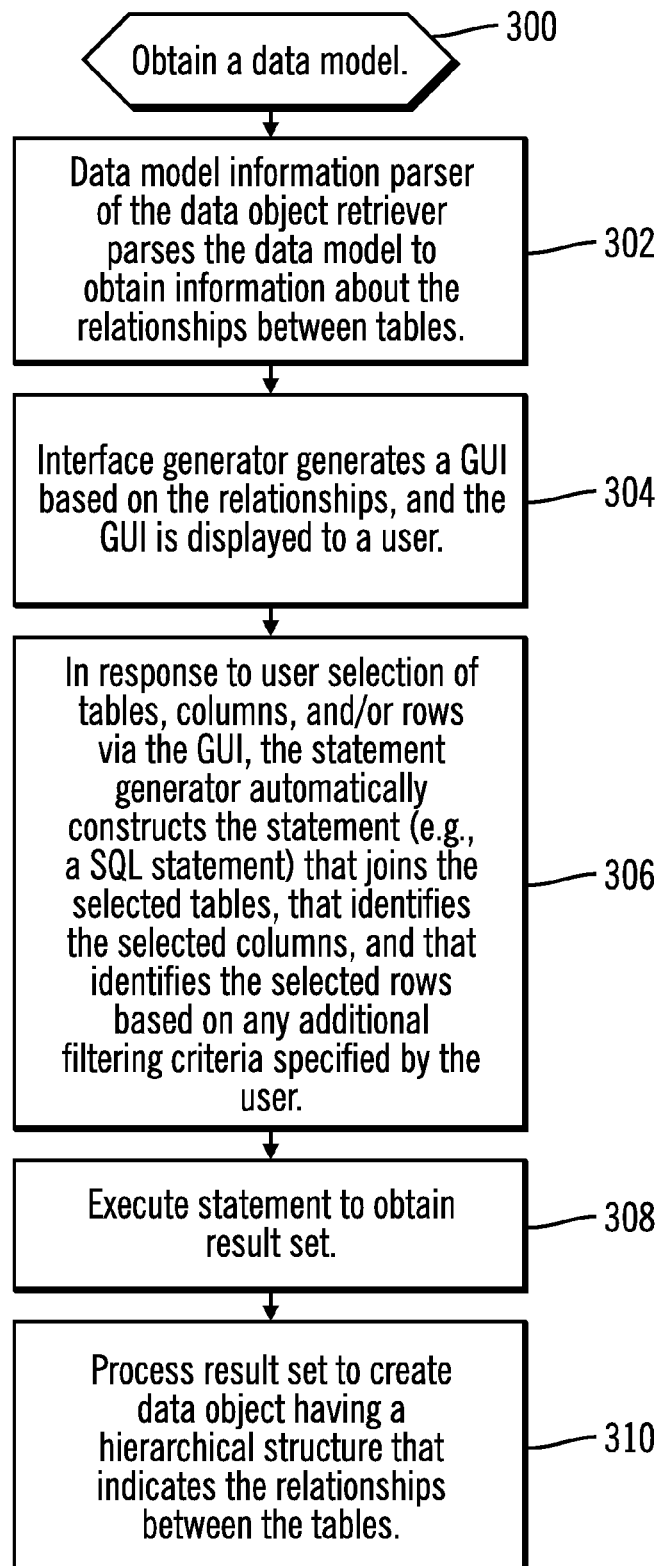 Obtain a data model.
300
Data model information parser
of the data object retriever
parses the data model to
obtain information about the
relationships between tables.
302
Interface generator generates a GUI
based on the relationships, and the
GUI is displayed to a user.
304
In response to user selection of
tables, columns, and/or rows
via the GUI, the statement
generator automatically
constructs the statement (e.g.,
a SQL statement) that joins the
selected tables, that identifies
the selected columns, and that
identifies the selected rows
based on any additional
filtering criteria specified by the
user.
306
Execute statement to obtain
result set.
308
Process result set to create
data object having a
hierarchical structure that
indicates the relationships
between the tables.
310